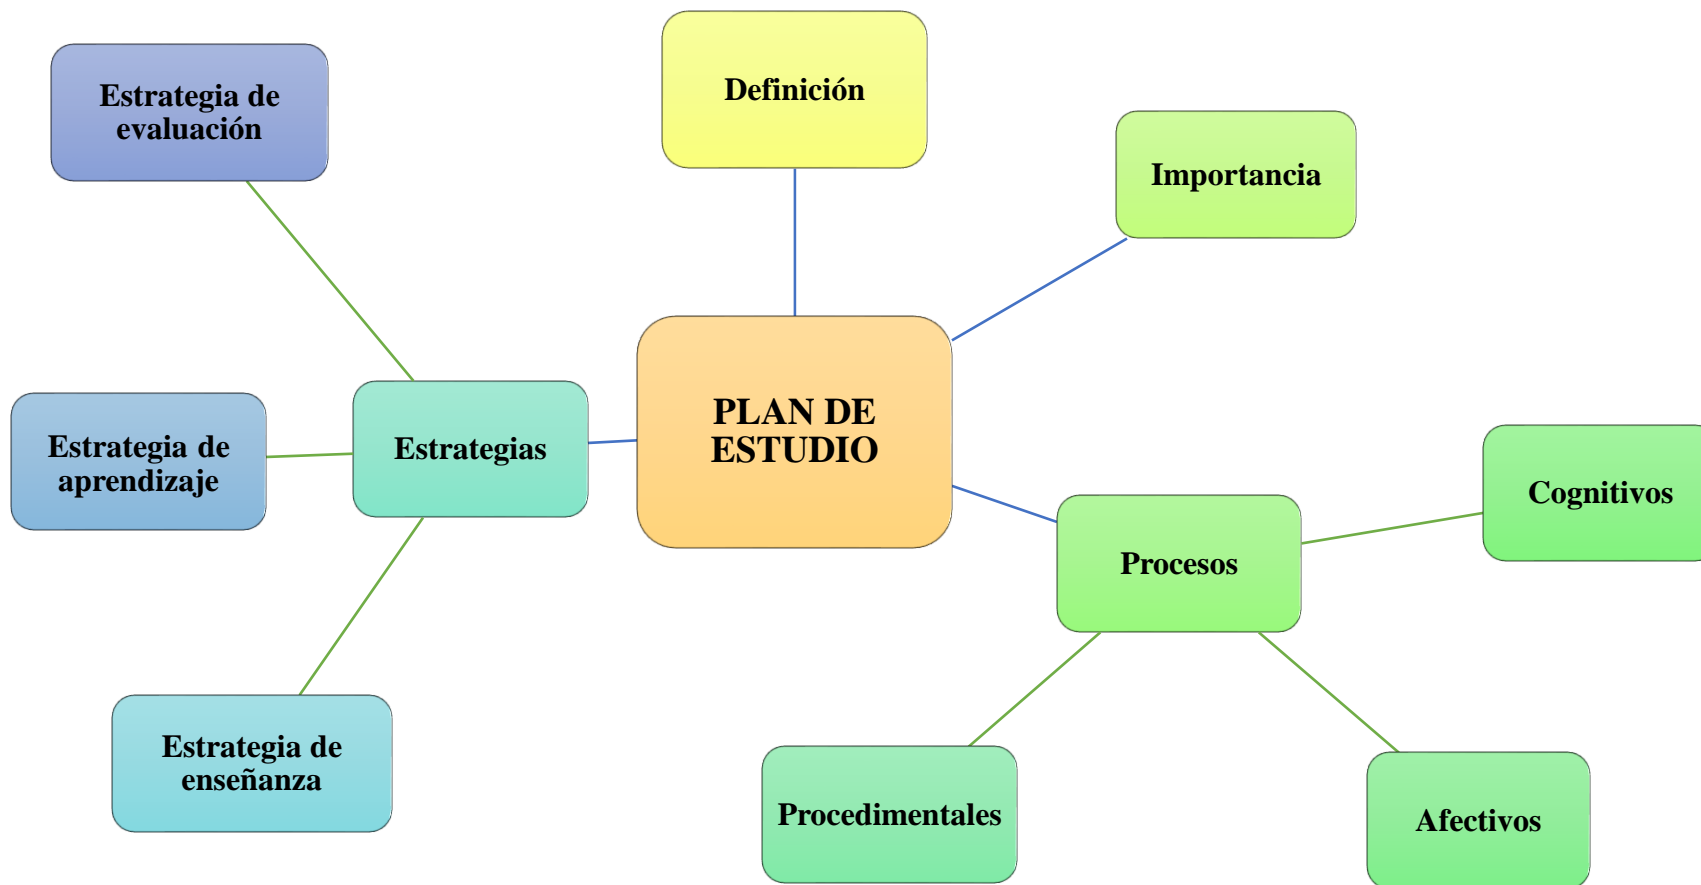 Definición
Estrategia de
evaluación
Importancia
PLAN DE
ESTUDIO
Estrategias
Estrategia de
aprendizaje
Cognitivos
Procesos
Estrategia de
enseñanza
Procedimentales
Afectivos